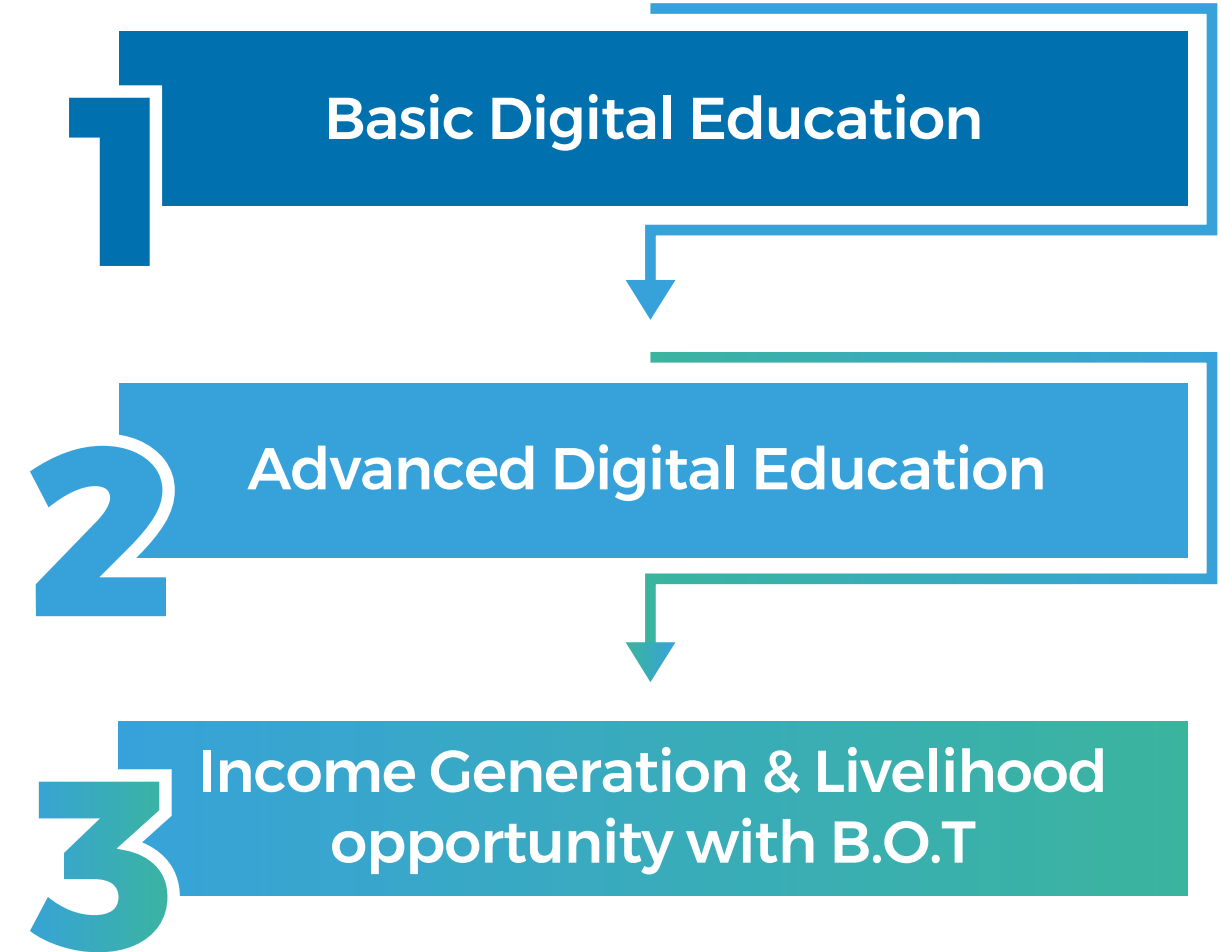 1
Basic Digital Education
2
Advanced Digital Education
3
Income Generation & Livelihood
opportunity with B.O.T